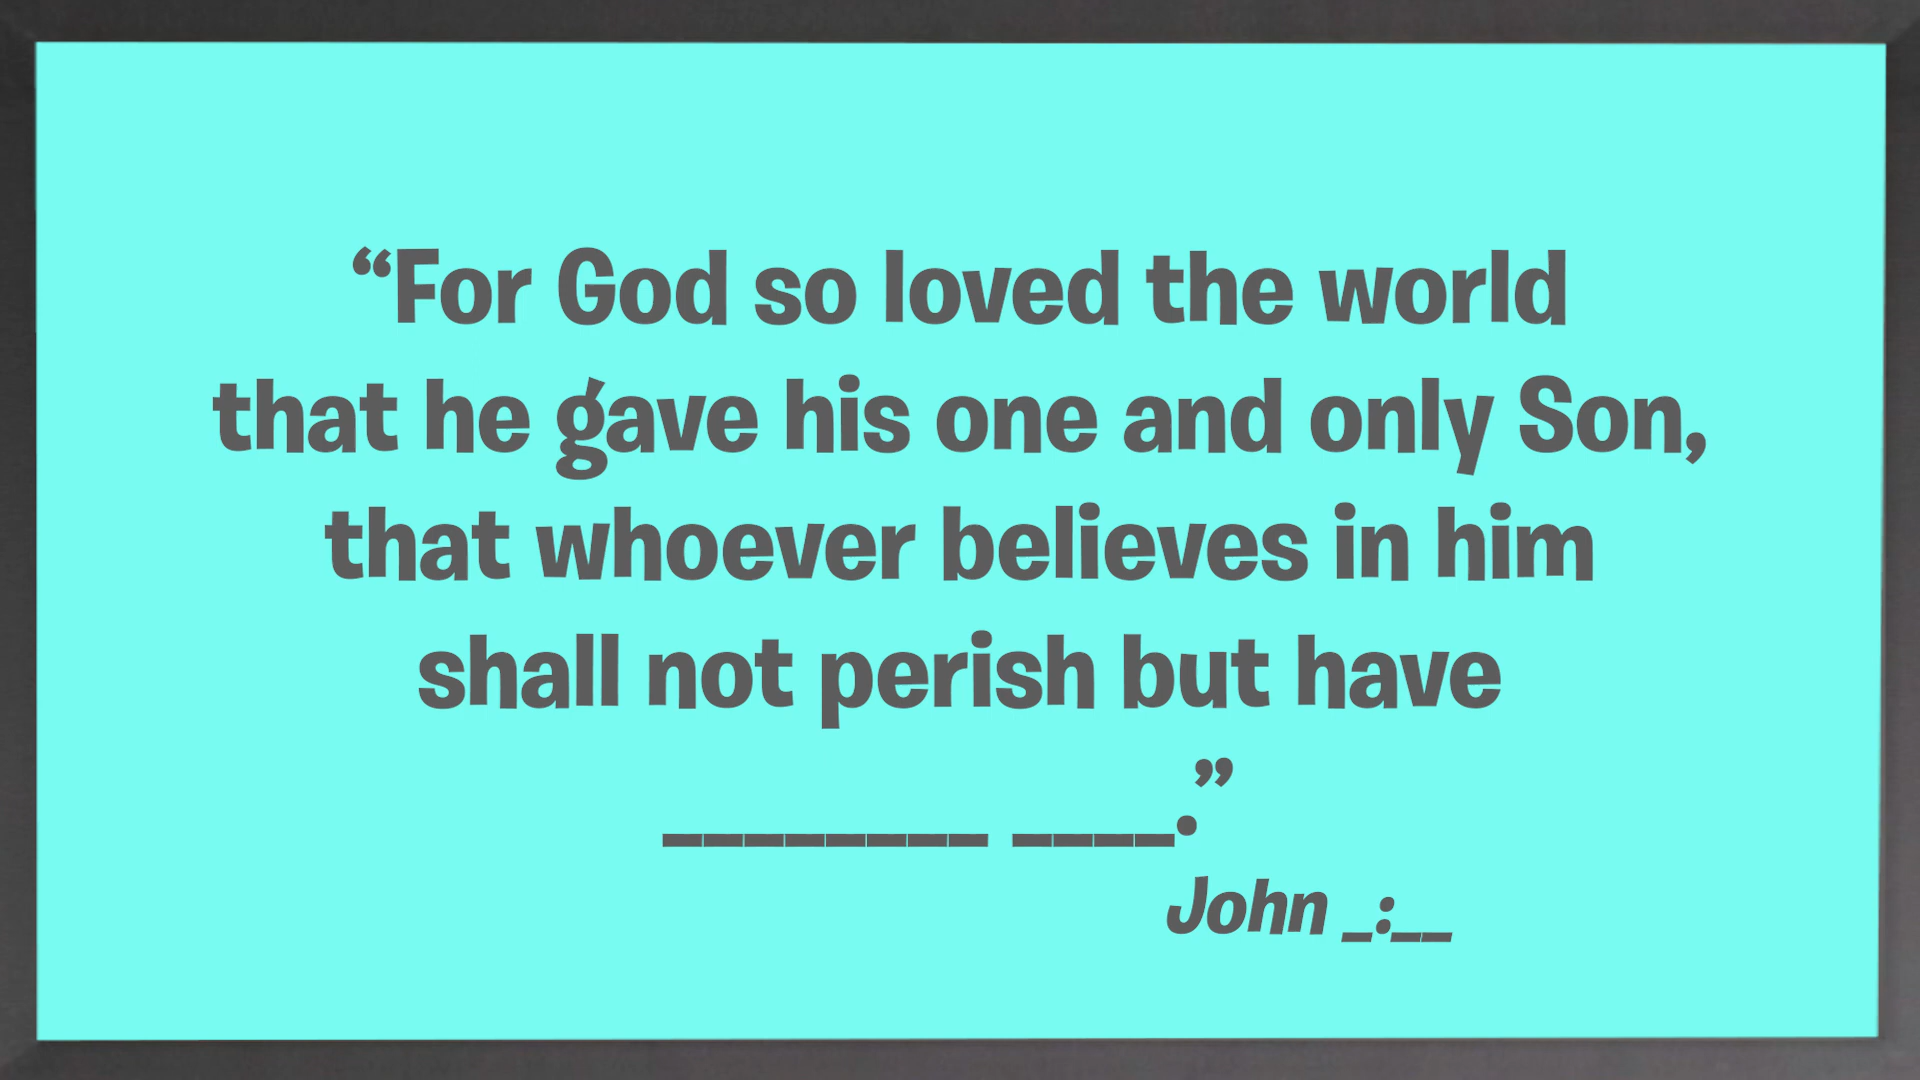 “For God so loved the world
that he gave his one and only Son,
that whoever believes in him
shall not perish but have
________ ____.”
John _:__